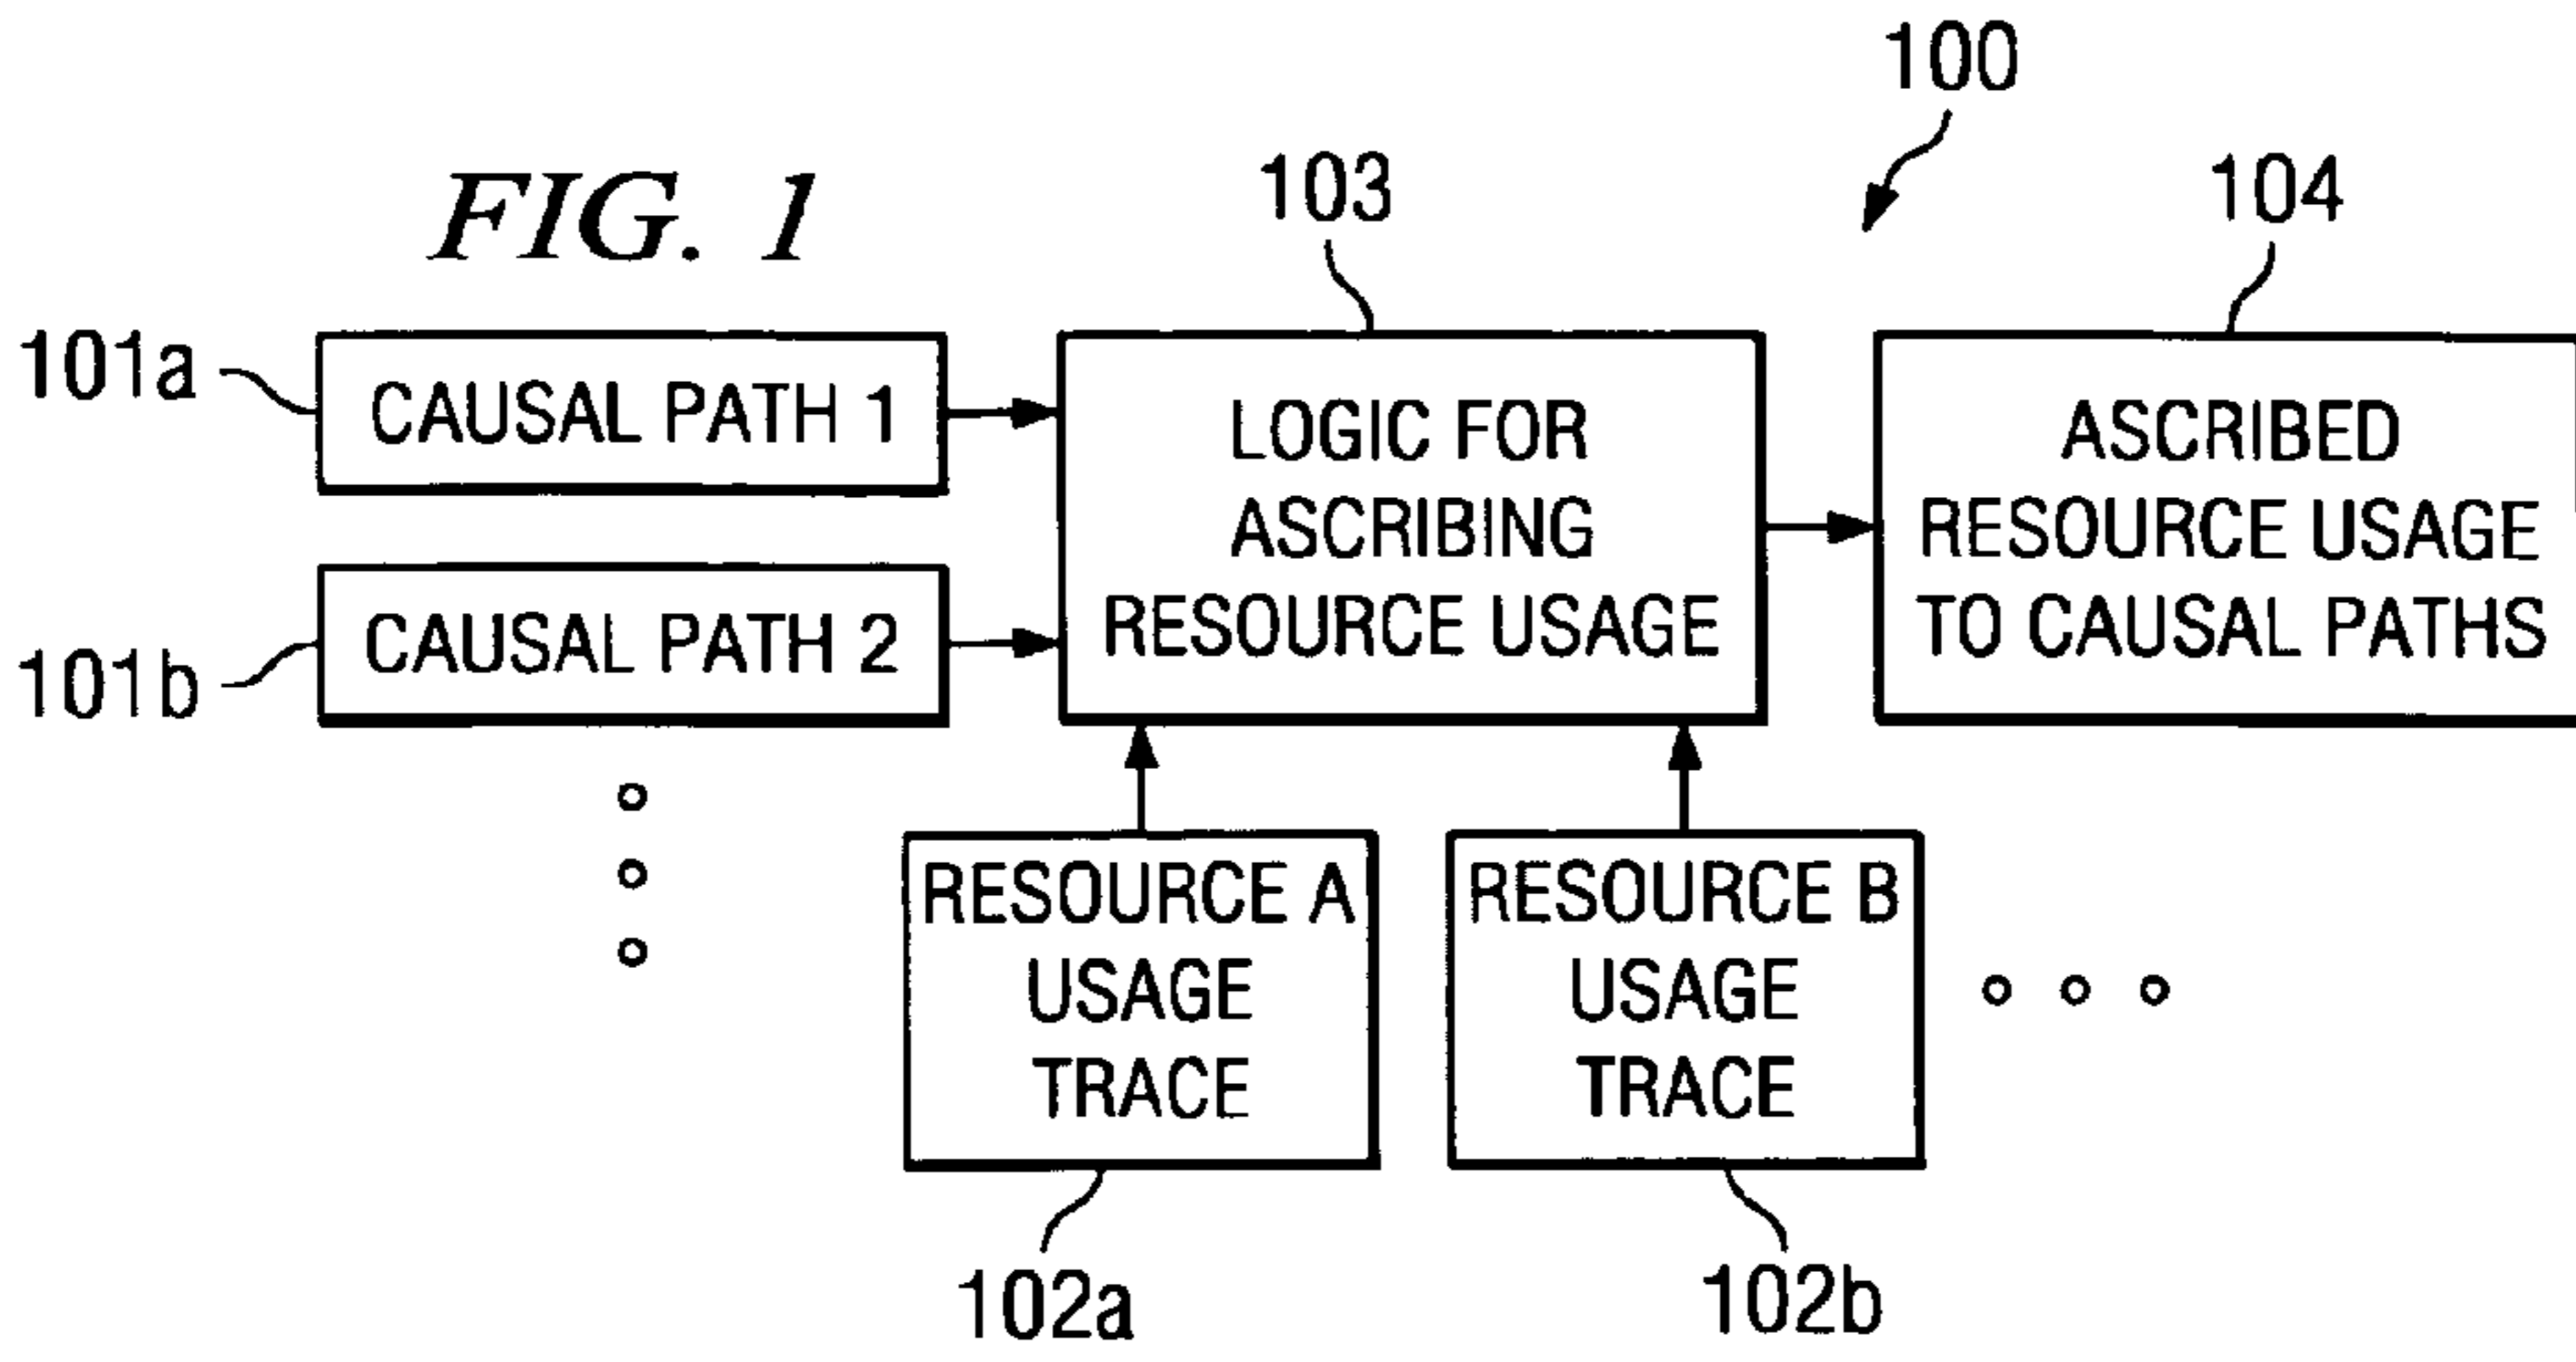 100
FIG. 1
103
104
101a
CAUSAL PATH 1
LOGIC FOR
ASCRIBING
RESOURCE USAGE
ASCRIBED
RESOURCE USAGE
TO CAUSAL PATHS
101b
CAUSAL PATH 2
RESOURCE A
USAGE
TRACE
RESOURCE B
USAGE
TRACE
102a
102b